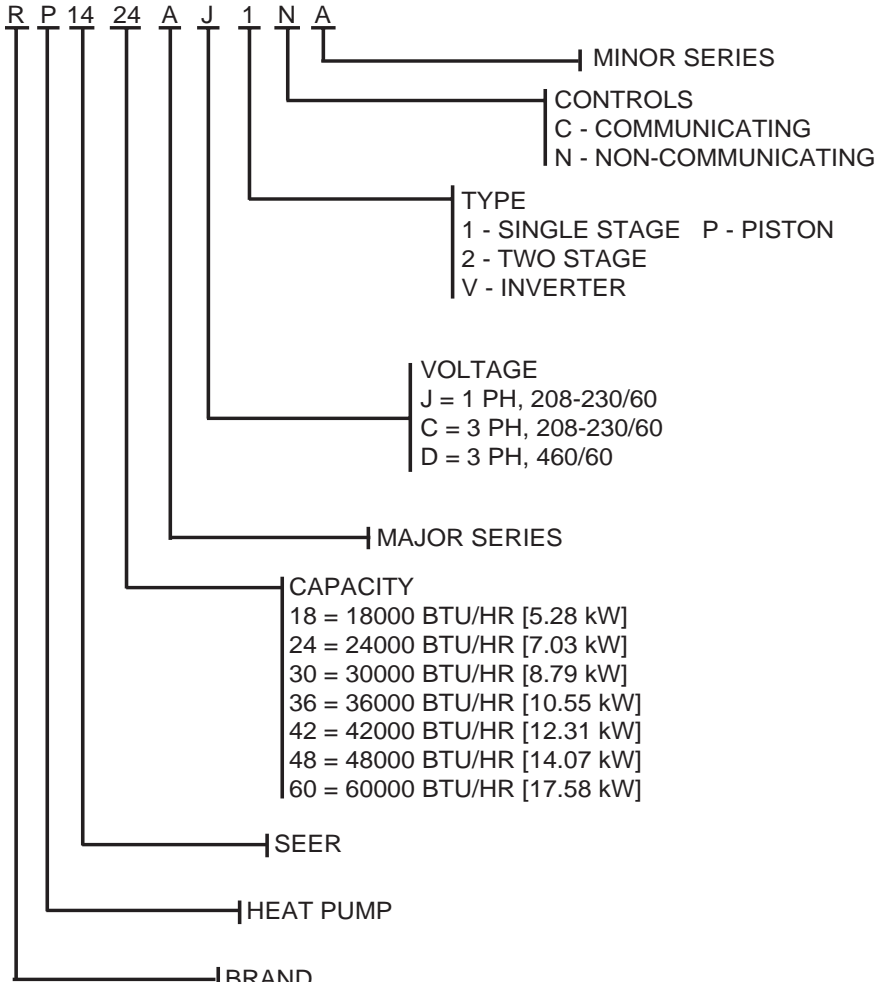 R P 14 24 A J 1 N A
MINOR SERIES
CONTROLS
C - COMMUNICATING
N - NON-COMMUNICATING
TYPE
1 - SINGLE STAGE P - PISTON
2 - TWO STAGE
V - INVERTER
VOLTAGE
J = 1 PH, 208-230/60
C = 3 PH, 208-230/60
D = 3 PH, 460/60
MAJOR SERIES
CAPACITY
18 = 18000 BTU/HR [5.28 kW]
24 = 24000 BTU/HR [7.03 kW]
30 = 30000 BTU/HR [8.79 kW]
36 = 36000 BTU/HR [10.55 kW]
42 = 42000 BTU/HR [12.31 kW]
48 = 48000 BTU/HR [14.07 kW]
60 = 60000 BTU/HR [17.58 kW]
SEER
HEAT PUMP
BRAND